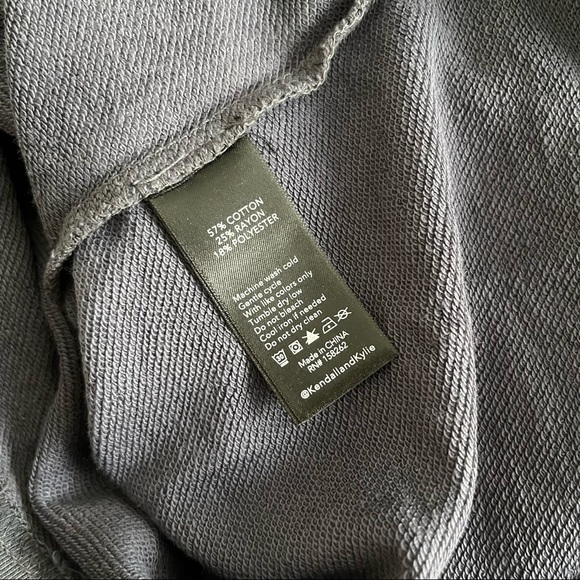 57% COTTON
25% RAYON
18% POLYESTER
Machine wash cold
Gentle cycle
With like colors only
Tumble dry low
Do not bleach
Cool iron if needed
Do not dry clean
Made in CHINA
RN# 158262
@KendallandKylie